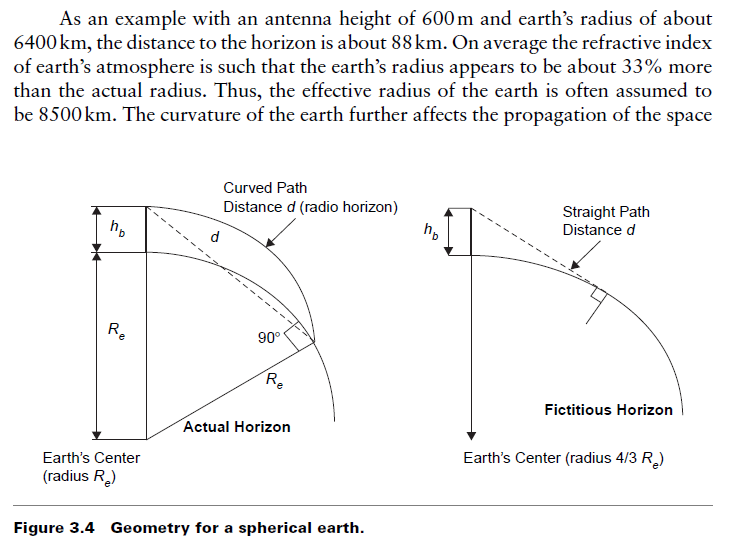 As an example with an antenna height of 600 m and earth's radius of about
6400 km, the distance to the horizon is about 88 km. On average the refractive index
of earth's atmosphere is such that the earth's radius appears to be about 33% more
than the actual radius. Thus, the effective radius of the earth is often assumed to
be 8500 km. The curvature of the earth further affects the propagation of the space
Curved Path
Distance d (radio horizon)
h_b
d
R_e
90°
R_e
Actual Horizon
Earth's Center
(radius R_e)
h_b
Straight Path
Distance d
Fictitious Horizon
Earth's Center (radius 4/3 R_e)
Figure 3.4 Geometry for a spherical earth.